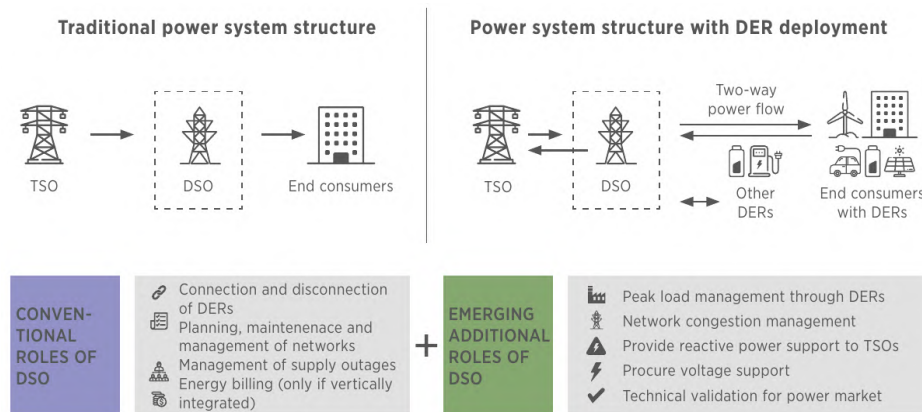 Traditional power system structure
TSO
DSO
End consumers
Power system structure with DER deployment
Two-way
power flow
TSO
DSO
Other
DERs
End consumers
with DERs
CONVEN-
TIONAL
ROLES OF
DSO
Connection and disconnection
of DERs
Planning, maintenenace and
management of networks
Management of supply outages
Energy billing (only if vertically
integrated)
+
EMERGING
ADDITIONAL
ROLES OF
DSO
Peak load management through DERs
Network congestion management
Provide reactive power support to TSOs
Procure voltage support
Technical validation for power market